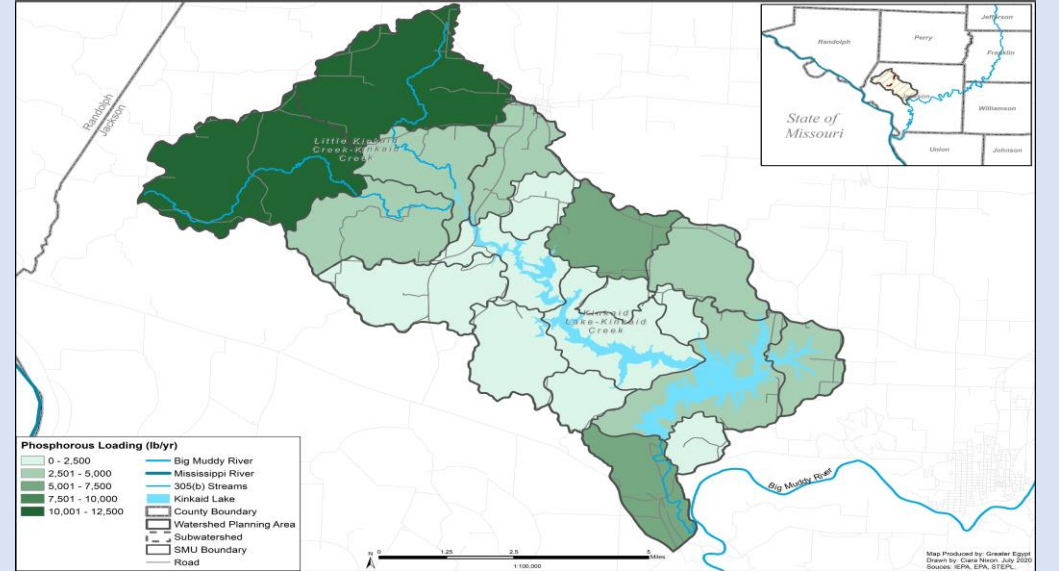 Randolph
Jackson
Little Kinkaid
Creek-Kinkaid
Creek
Kinkaid
Lake-Kinkaid
Creek
Big Muddy River
Jefferson
Randolph
Perry
Franklin
Williamson
State of
Missouri
Union
Johnson
Phosphorous Loading (lb/yr)
0 - 2,500
2,501 - 5,000
5,001 - 7,500
7,501 - 10,000
10,001 - 12,500
Big Muddy River
Mississippi River
305(b) Streams
Kinkaid Lake
County Boundary
Watershed Planning Area
Subwatershed
SMU Boundary
Road
N
0 1.25 2.5 5
Miles
1:100,000
Map Produced by: Greater Egypt
Drawn by: Ciara Nixon. July 2020
Souces: IEPA, EPA, STEPL.